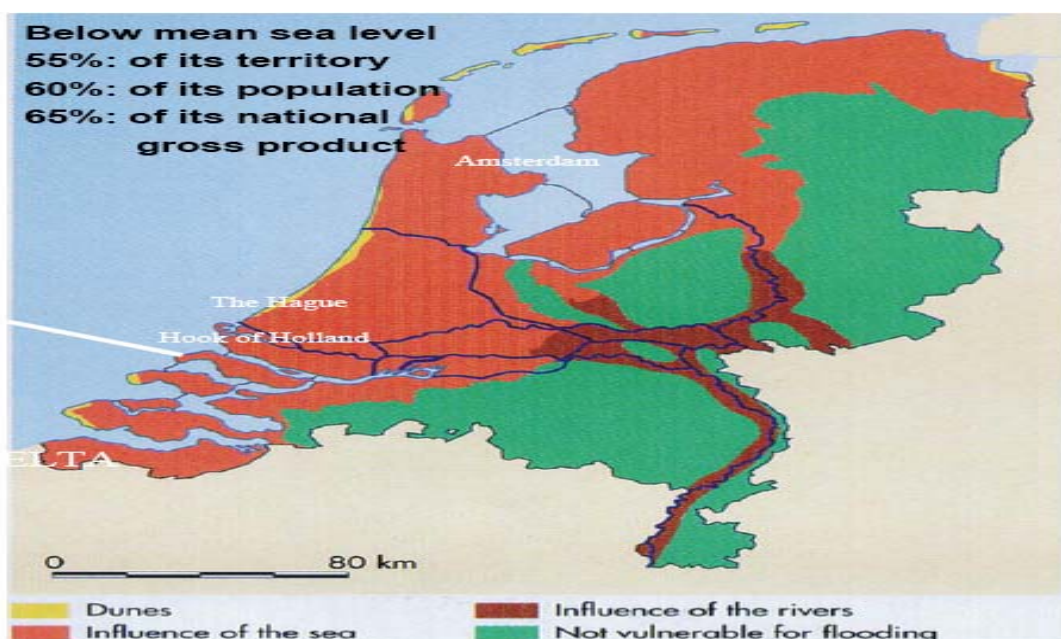 Below mean sea level
55%: of its territory
60%: of its population
65%: of its national
gross product
Amsterdam
The Hague
Hook of Holland
ELTA
0 80 km
Dunes
Influence of the sea
Influence of the rivers
Not vulnerable for flooding